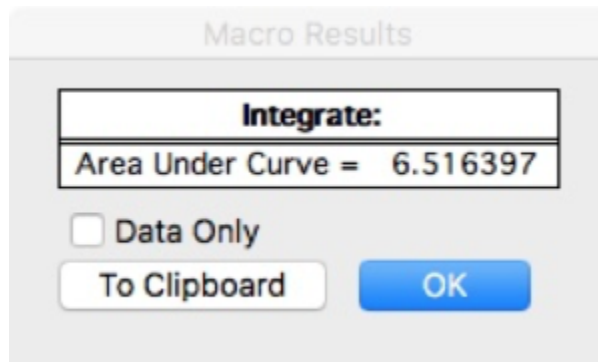 Macro Results
Integrate:
Area Under Curve = 6.516397
Data Only
To Clipboard OK